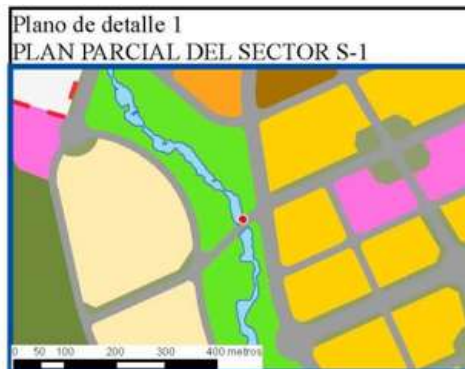 Plano de detalle 1
PLAN PARCIAL DEL SECTOR S-1
0 50 100 200 300 400 metros